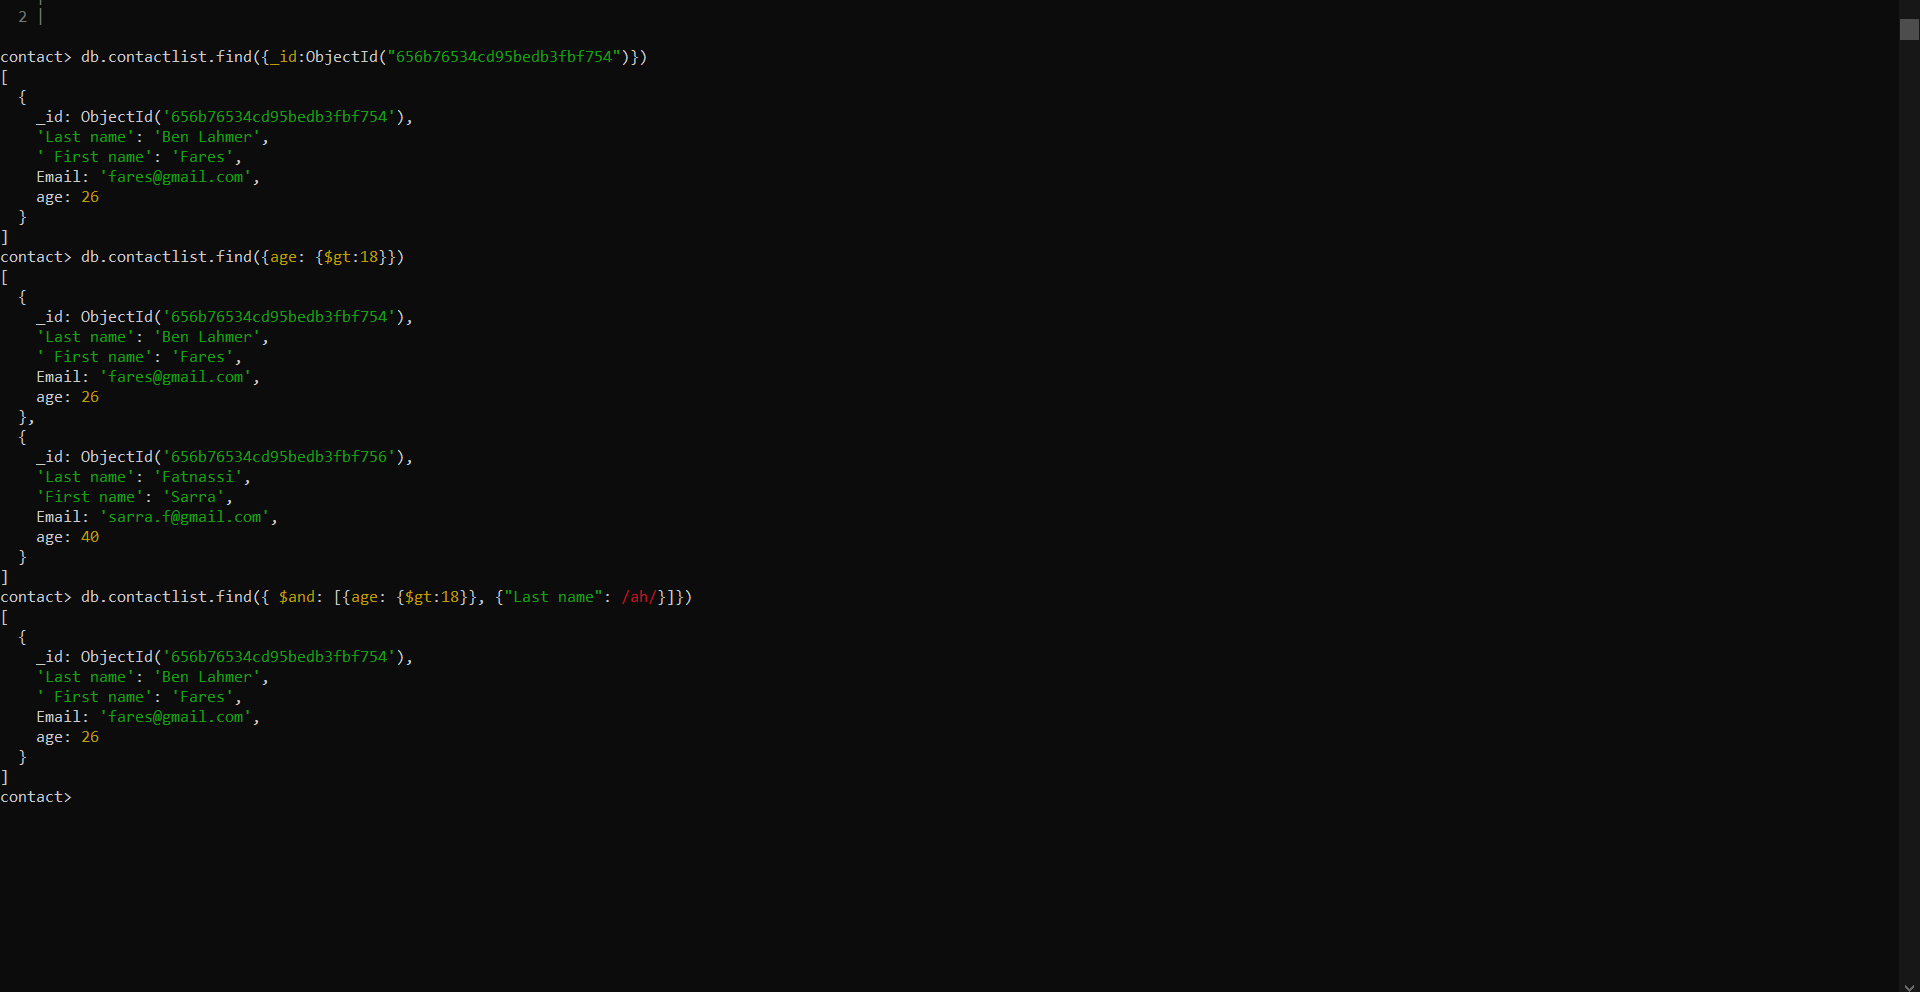 2 |
contact> db.contactlist.find({_id:ObjectId("656b76534cd95bedb3fbf754")})
[
  {
    _id: ObjectId('656b76534cd95bedb3fbf754'),
    'Last name': 'Ben Lahmer',
    ' First name': 'Fares',
    Email: 'fares@gmail.com',
    age: 26
  }
]
contact> db.contactlist.find({age: {$gt:18}})
[
  {
    _id: ObjectId('656b76534cd95bedb3fbf754'),
    'Last name': 'Ben Lahmer',
    ' First name': 'Fares',
    Email: 'fares@gmail.com',
    age: 26
  },
  {
    _id: ObjectId('656b76534cd95bedb3fbf756'),
    'Last name': 'Fatnassi',
    'First name': 'Sarra',
    Email: 'sarra.f@gmail.com',
    age: 40
  }
]
contact> db.contactlist.find({ $and: [{age: {$gt:18}}, {"Last name": /ah/}]})
[
  {
    _id: ObjectId('656b76534cd95bedb3fbf754'),
    'Last name': 'Ben Lahmer',
    ' First name': 'Fares',
    Email: 'fares@gmail.com',
    age: 26
  }
]
contact>